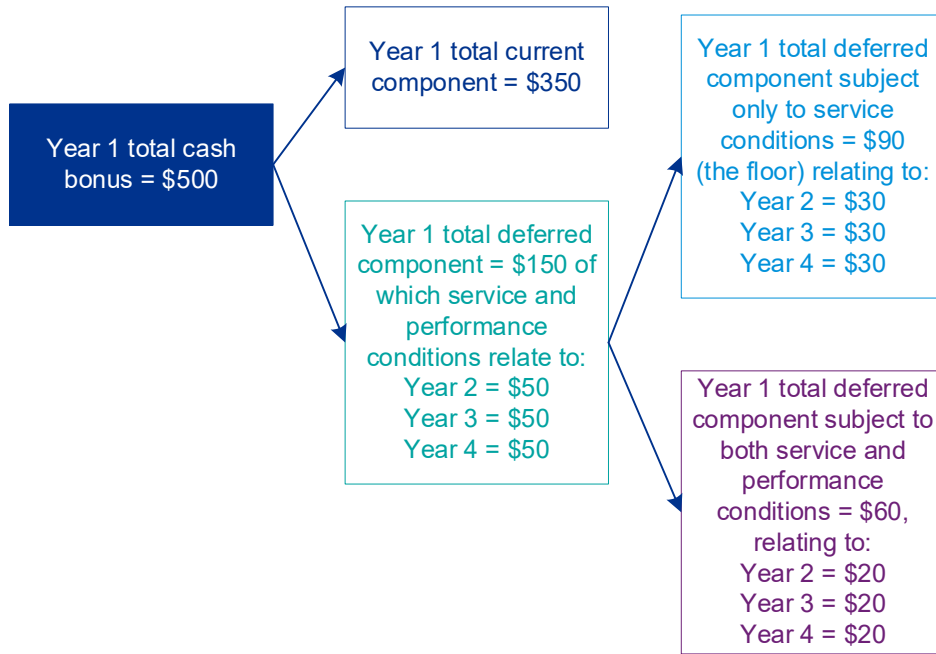 Year 1 total cash
bonus = $500
Year 1 total current
component = $350
Year 1 total deferred
component = $150 of
which service and
performance
conditions relate to:
Year 2 = $50
Year 3 = $50
Year 4 = $50
Year 1 total deferred
component subject
only to service
conditions = $90
(the floor) relating to:
Year 2 = $30
Year 3 = $30
Year 4 = $30
Year 1 total deferred
component subject to
both service and
performance
conditions = $60,
relating to:
Year 2 = $20
Year 3 = $20
Year 4 = $20